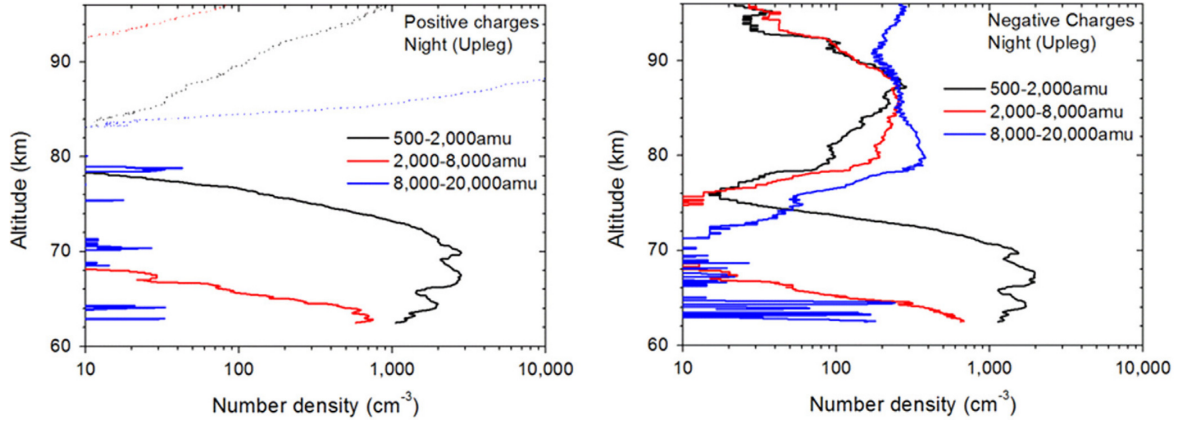 Positive charges
Night (Upleg)
500-2,000amu
2,000-8,000amu
8,000-20,000amu
90
80
70
60
Altitude (km)
10
100
1,000
10,000
Number density (cm⁻³)
Negative Charges
Night (Upleg)
500-2,000amu
2,000-8,000amu
8,000-20,000amu
90
80
70
60
Altitude (km)
10
100
1,000
10,000
Number density (cm⁻³)